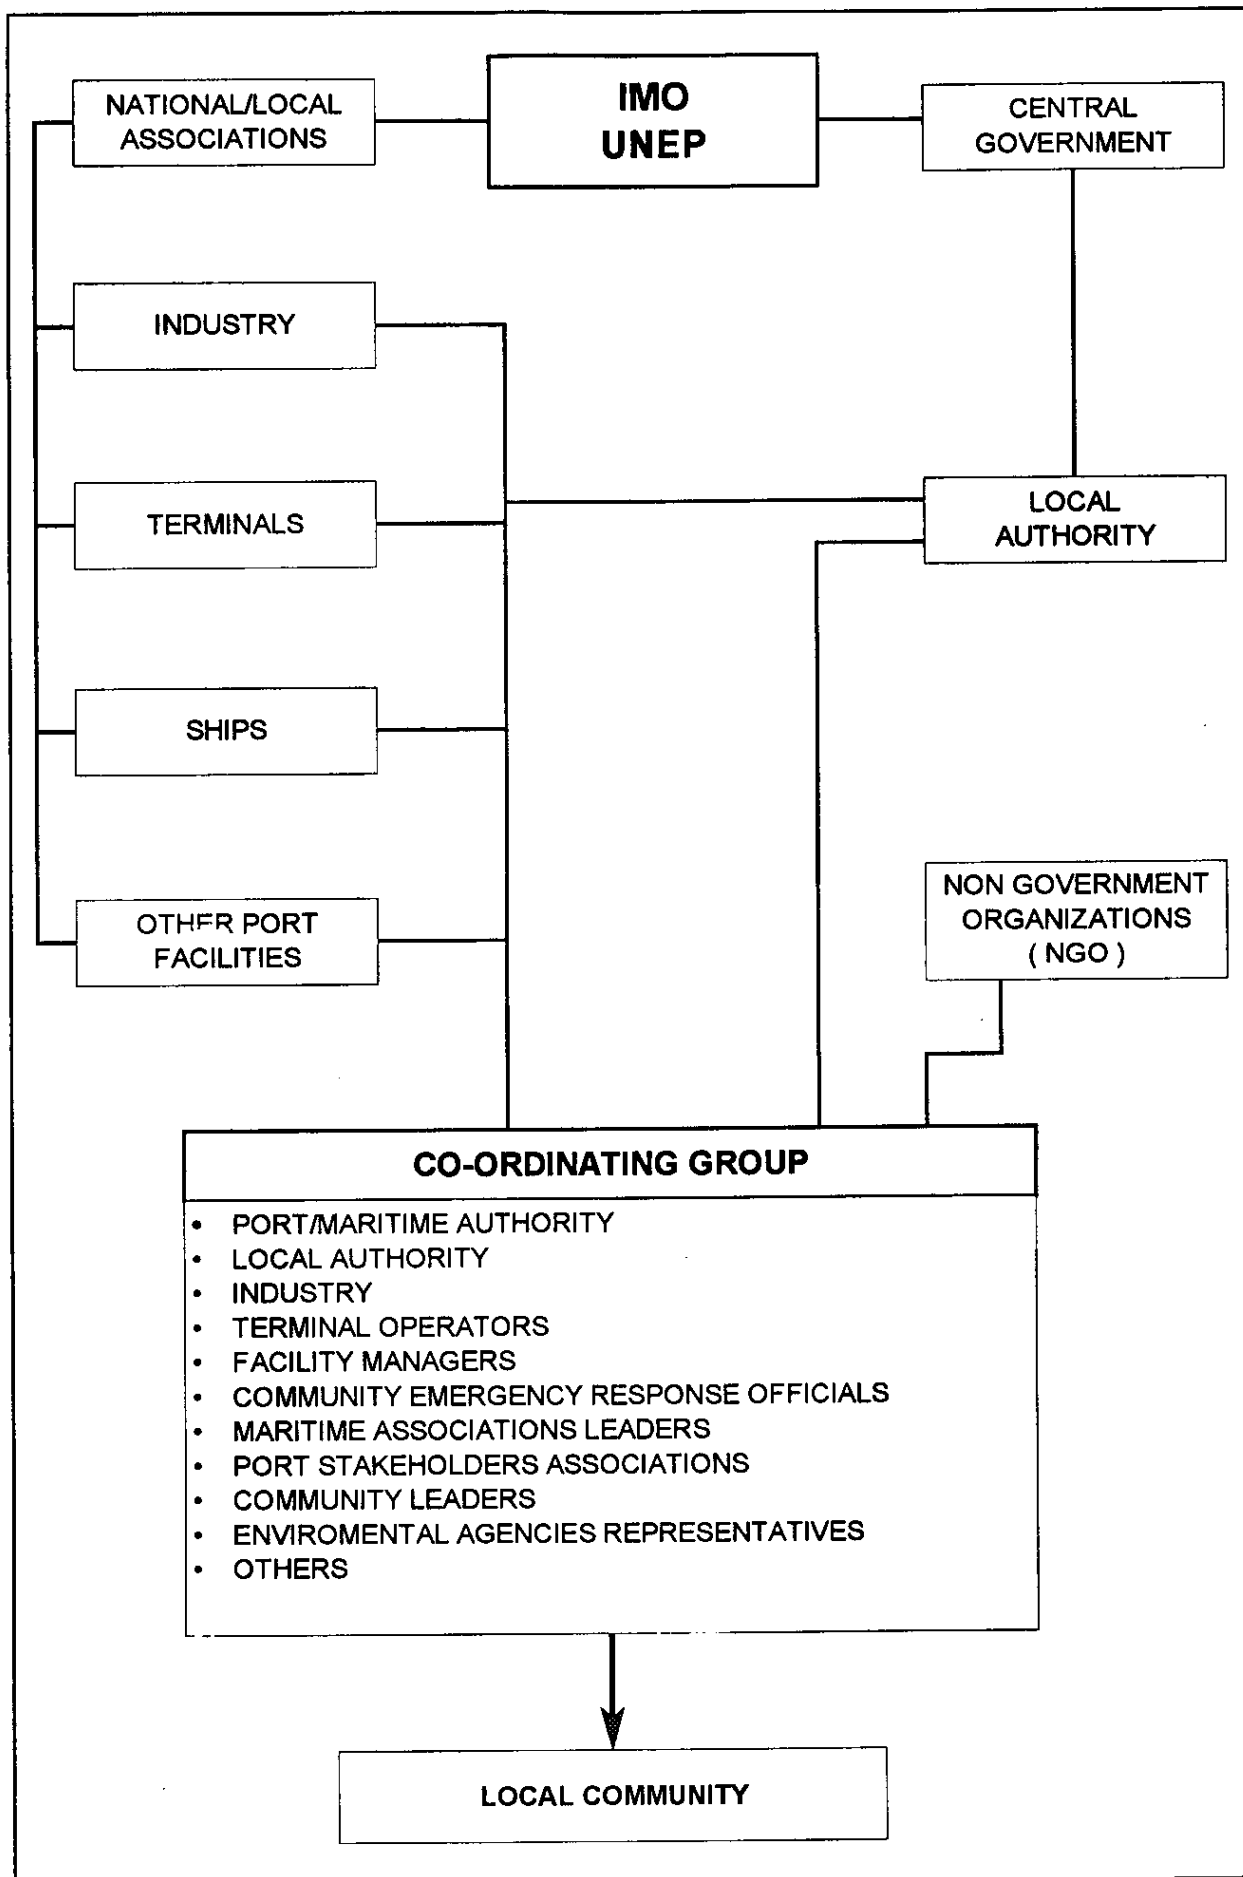 NATIONAL/LOCAL
ASSOCIATIONS
IMO
UNEP
CENTRAL
GOVERNMENT
INDUSTRY
TERMINALS
LOCAL
AUTHORITY
SHIPS
OTHER PORT
FACILITIES
NON GOVERNMENT
ORGANIZATIONS
( NGO )
CO-ORDINATING GROUP
• PORT/MARITIME AUTHORITY
• LOCAL AUTHORITY
• INDUSTRY
• TERMINAL OPERATORS
• FACILITY MANAGERS
• COMMUNITY EMERGENCY RESPONSE OFFICIALS
• MARITIME ASSOCIATIONS LEADERS
• PORT STAKEHOLDERS ASSOCIATIONS
• COMMUNITY LEADERS
• ENVIROMENTAL AGENCIES REPRESENTATIVES
• OTHERS
LOCAL COMMUNITY